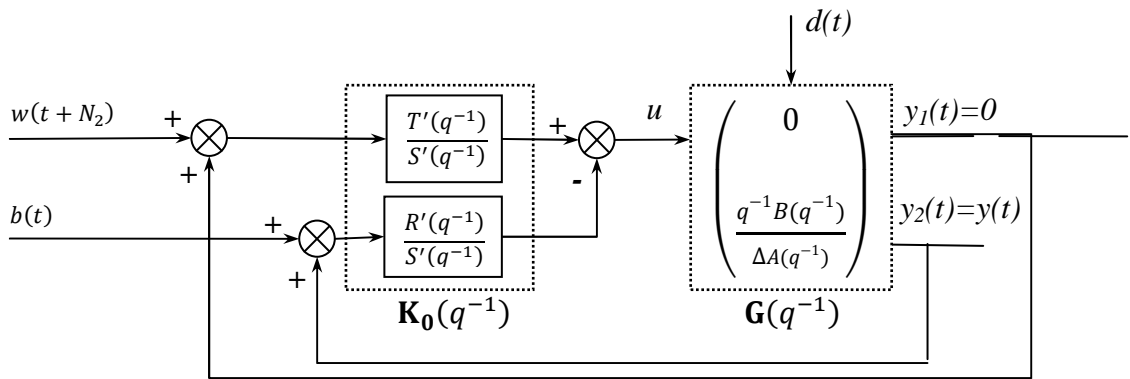 d(t)
w(t + N₂)
+
+
T′(q⁻¹)
S′(q⁻¹)
+
-
u
0
q⁻¹B(q⁻¹)
ΔA(q⁻¹)
y₁(t)=0
b(t)
+
+
R′(q⁻¹)
S′(q⁻¹)
y₂(t)=y(t)
K₀(q⁻¹)
G(q⁻¹)